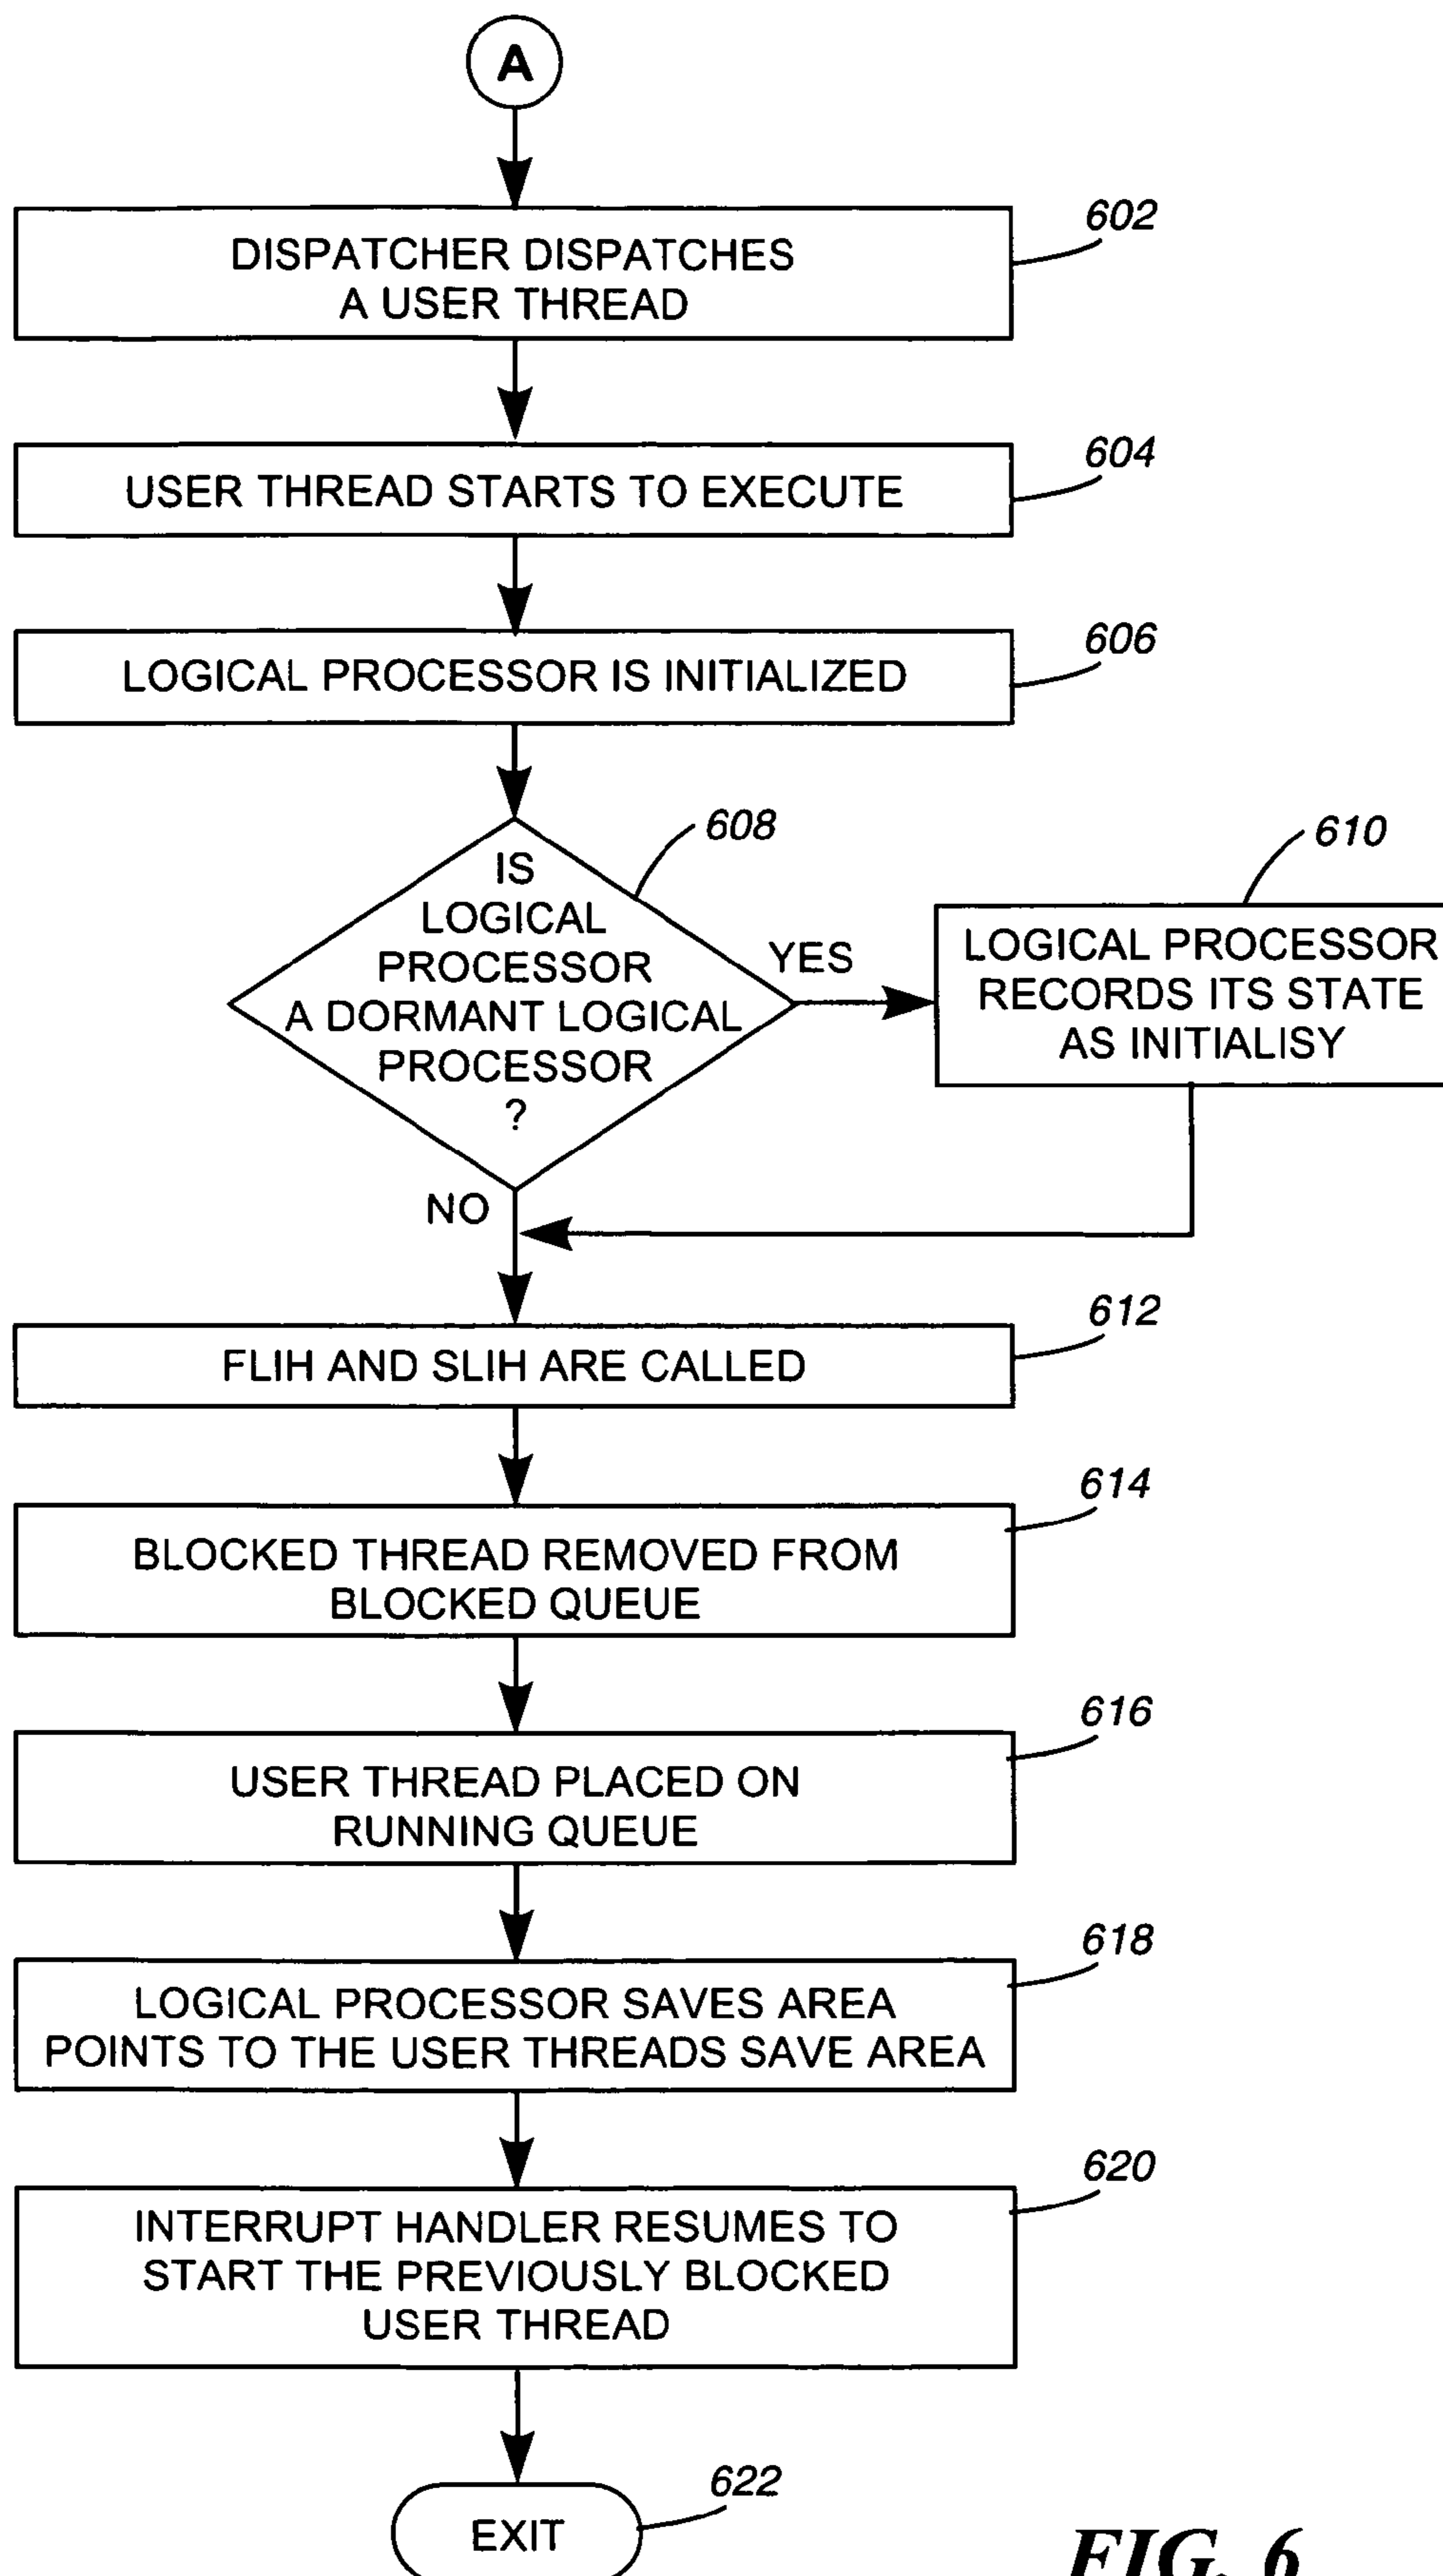 A
602
DISPATCHER DISPATCHES
A USER THREAD
604
USER THREAD STARTS TO EXECUTE
606
LOGICAL PROCESSOR IS INITIALIZED
608
IS
LOGICAL
PROCESSOR
A DORMANT LOGICAL
PROCESSOR
?
YES
610
LOGICAL PROCESSOR
RECORDS ITS STATE
AS INITIALISY
NO
612
FLIH AND SLIH ARE CALLED
614
BLOCKED THREAD REMOVED FROM
BLOCKED QUEUE
616
USER THREAD PLACED ON
RUNNING QUEUE
618
LOGICAL PROCESSOR SAVES AREA
POINTS TO THE USER THREADS SAVE AREA
620
INTERRUPT HANDLER RESUMES TO
START THE PREVIOUSLY BLOCKED
USER THREAD
622
EXIT
FIG. 6